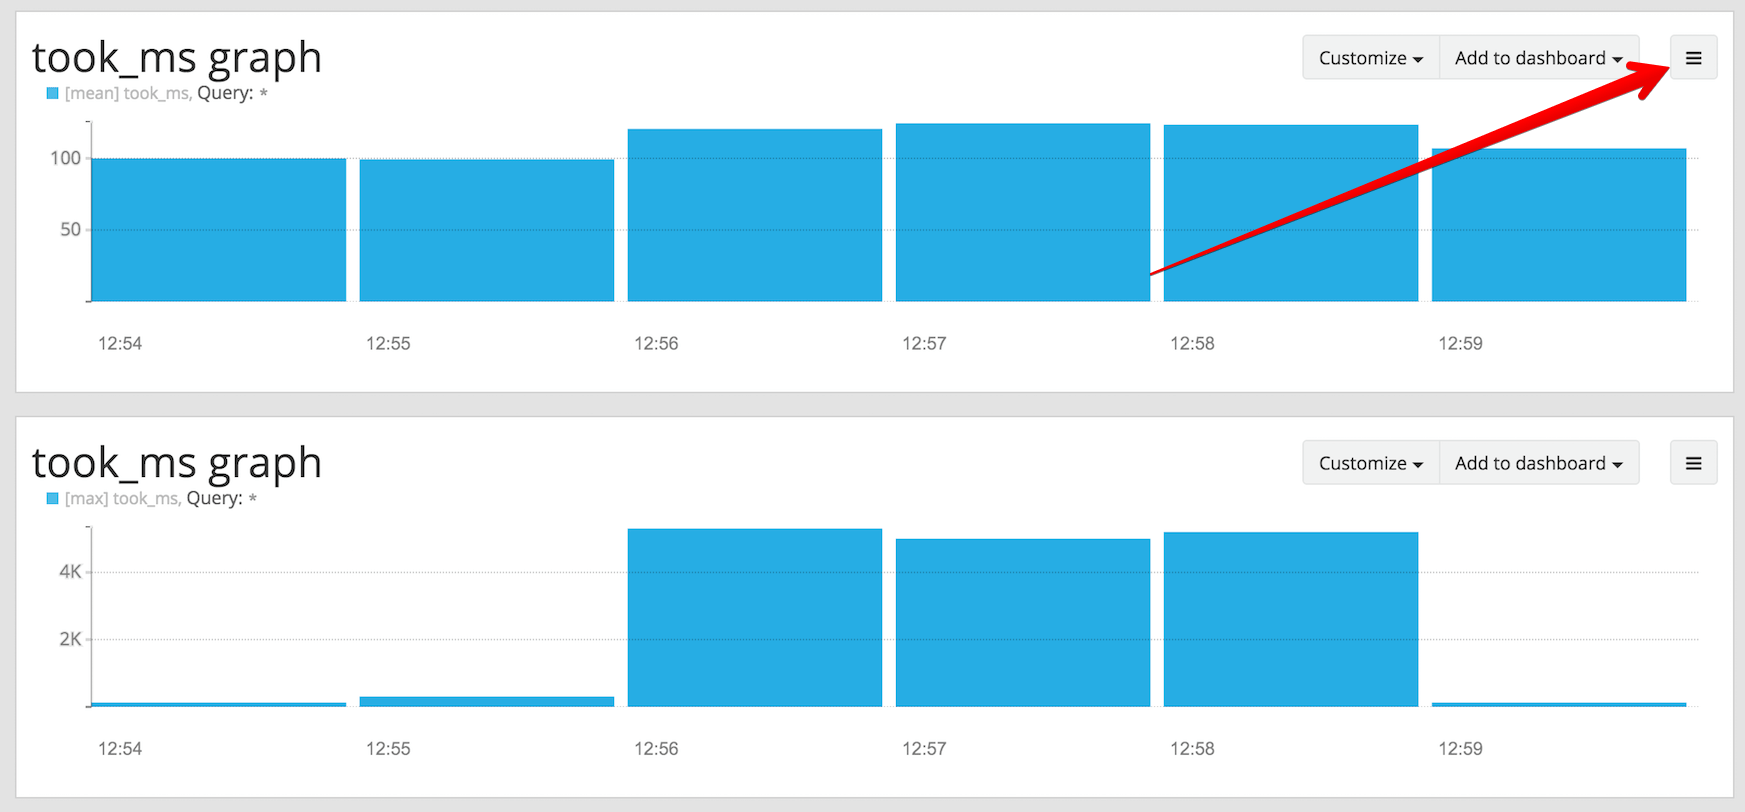 took_ms graph
Customize Add to dashboard
[mean] took_ms, Query: *
100
50
12:54 12:55 12:56 12:57 12:58 12:59
took_ms graph
Customize Add to dashboard
[max] took_ms, Query: *
4K
2K
12:54 12:55 12:56 12:57 12:58 12:59